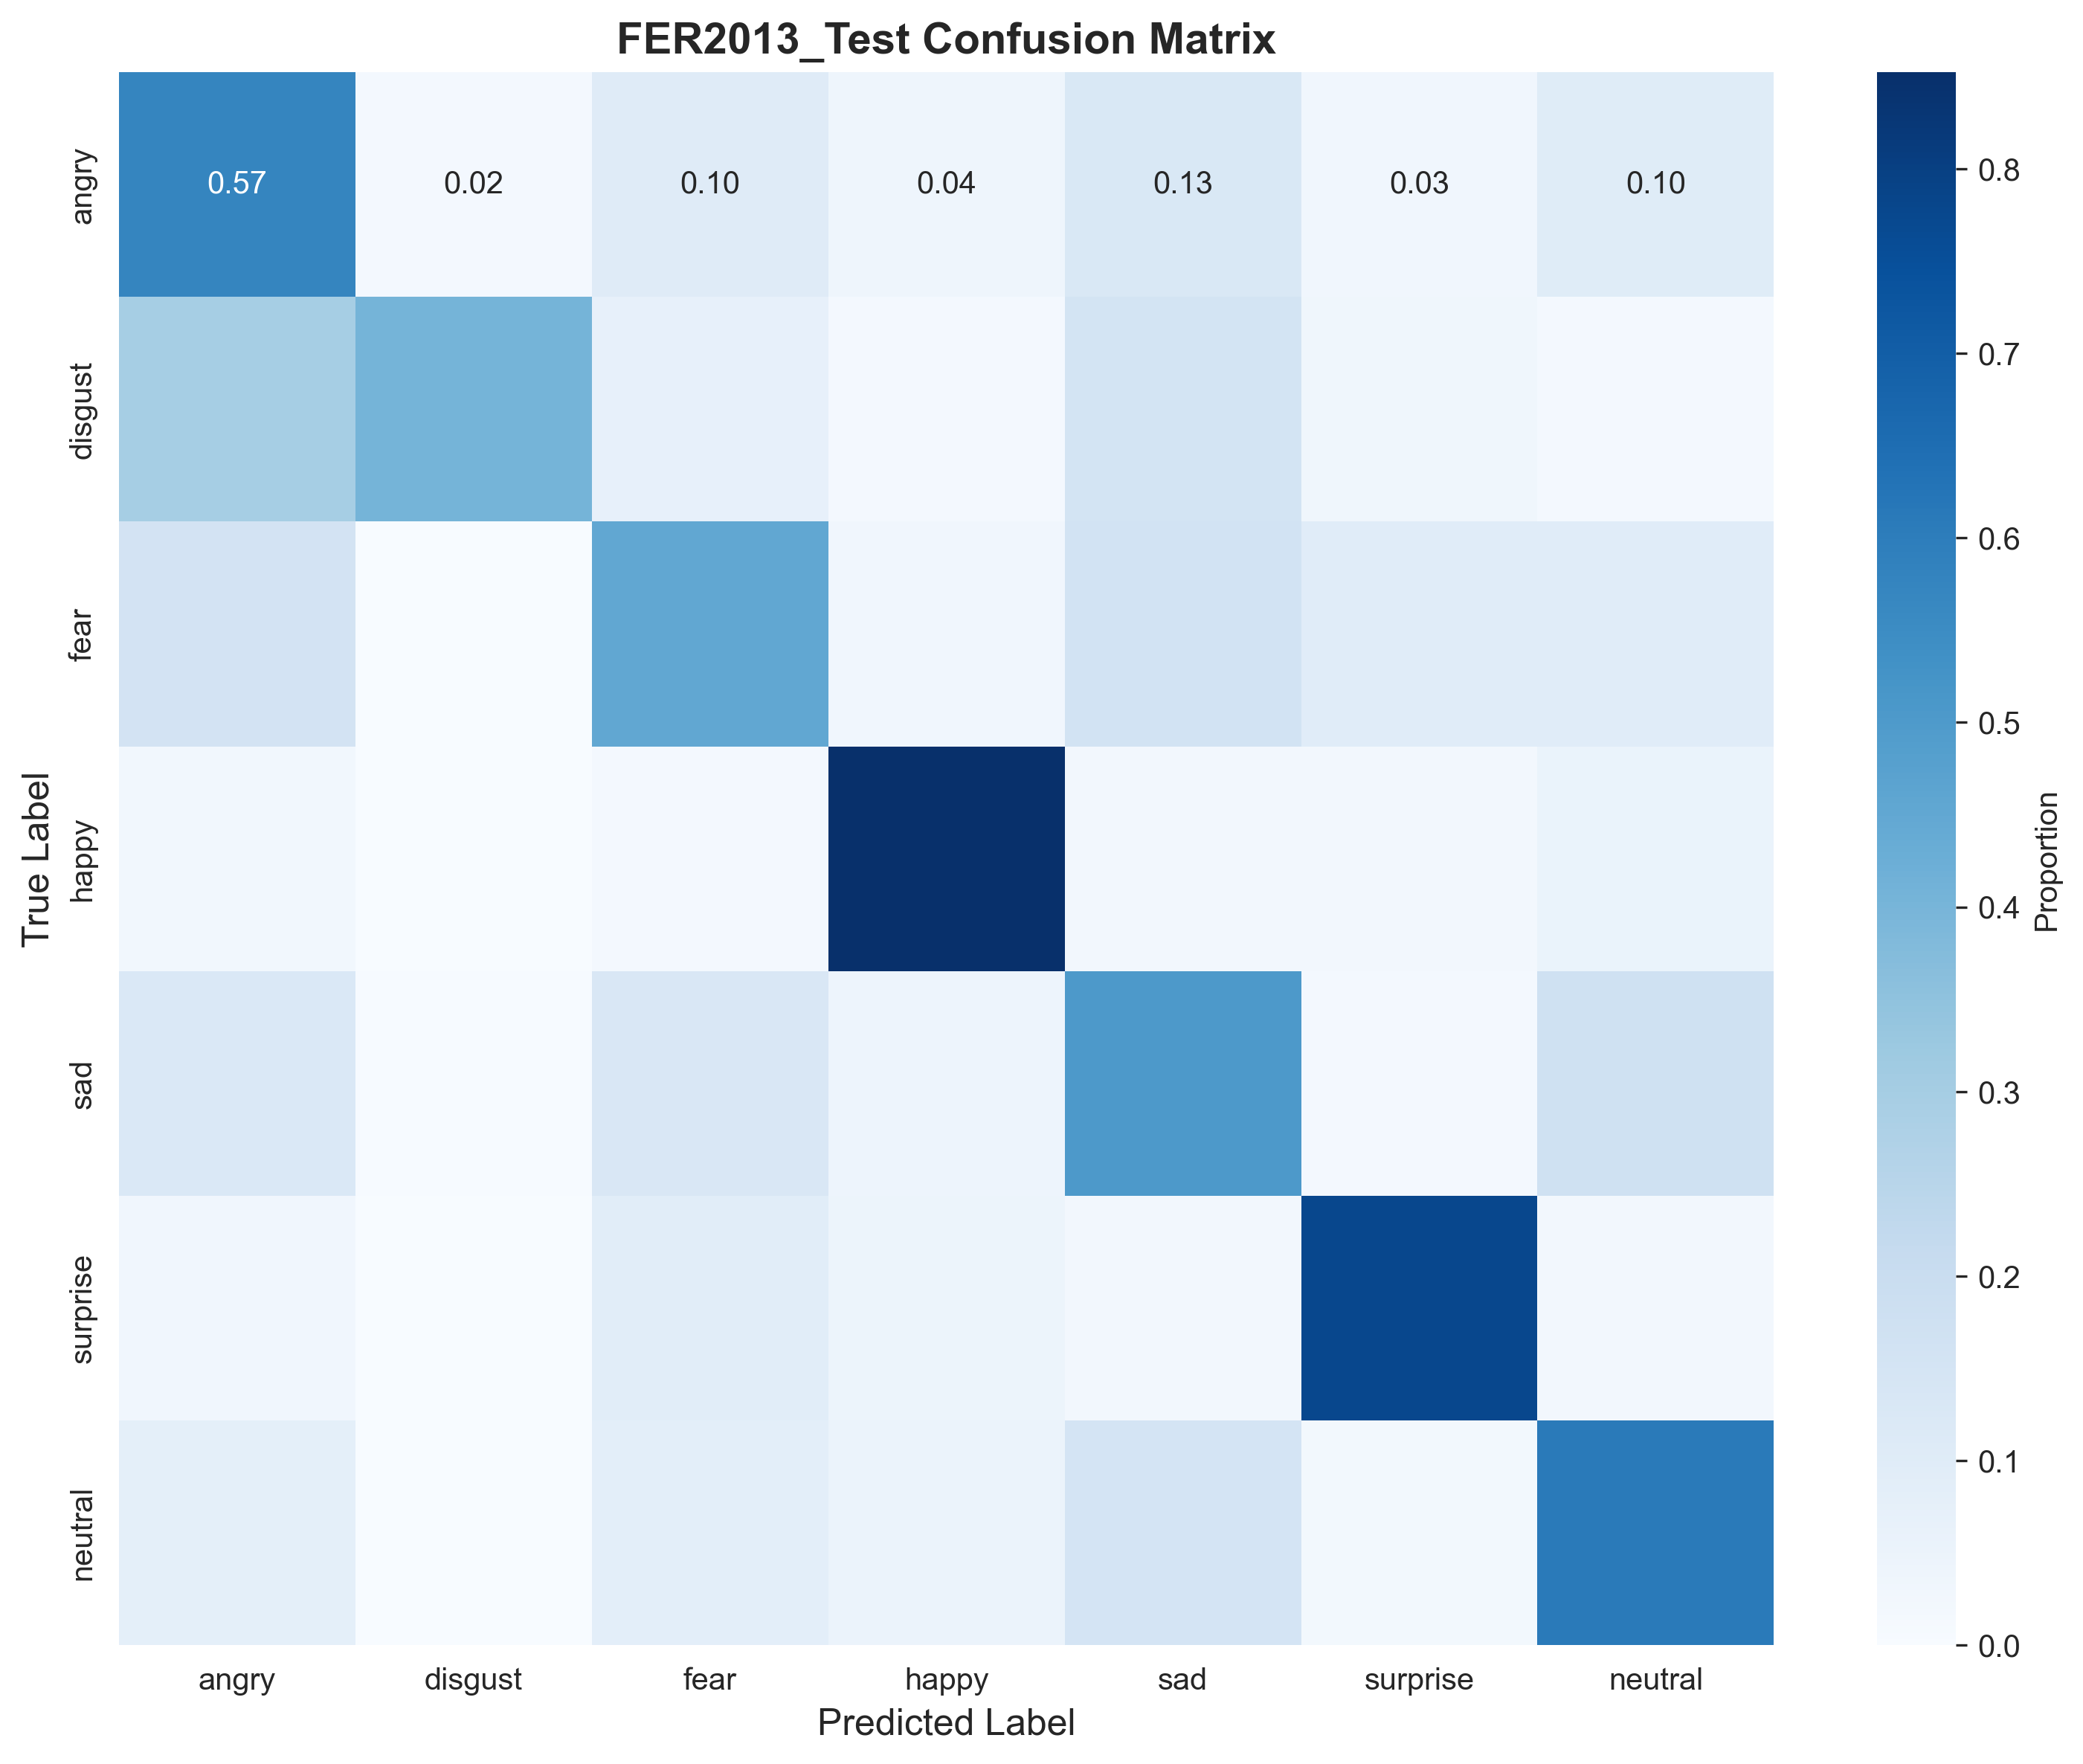 FER2013_Test Confusion Matrix
True Label
angry
0.57 0.02 0.10 0.04 0.13 0.03 0.10
disgust
fear
happy
sad
surprise
neutral
angry disgust fear happy sad surprise neutral
Predicted Label
0.8
0.7
0.6
0.5
0.4
0.3
0.2
0.1
0.0
Proportion